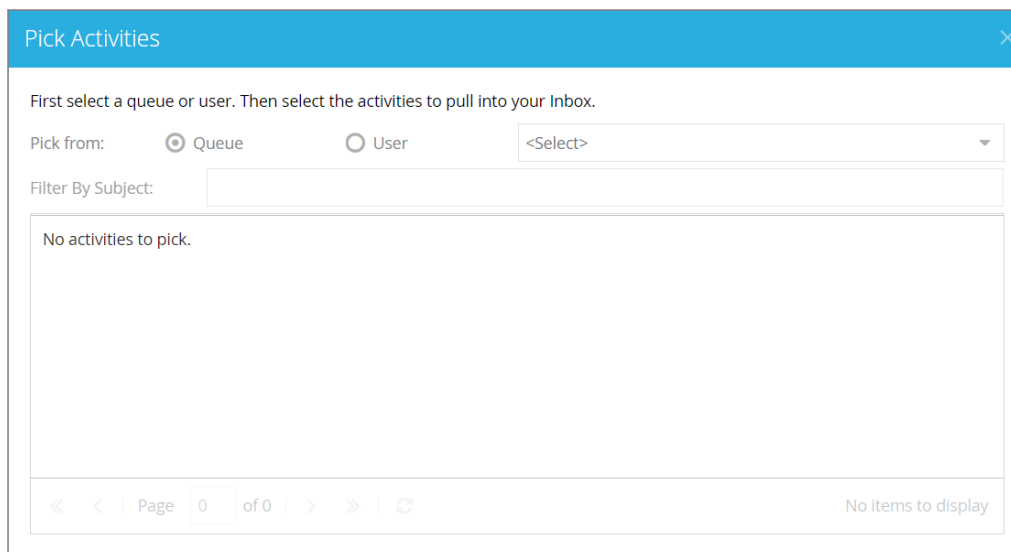 Pick Activities
First select a queue or user. Then select the activities to pull into your Inbox.
Pick from: Queue User <Select>
Filter By Subject:
No activities to pick.
Page 0 of 0 No items to display